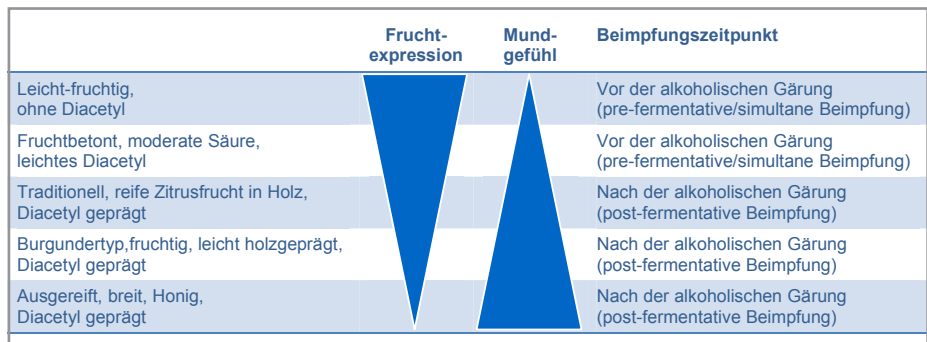 Frucht-
expression
Mund-
gefühl
Beimpfungszeitpunkt
Leicht-fruchtig,
ohne Diacetyl
Vor der alkoholischen Gärung
(pre-fermentative/simultane Beimpfung)
Fruchtbetont, moderate Säure,
leichtes Diacetyl
Vor der alkoholischen Gärung
(pre-fermentative/simultane Beimpfung)
Traditionell, reife Zitrusfrucht in Holz,
Diacetyl geprägt
Nach der alkoholischen Gärung
(post-fermentative Beimpfung)
Burgundertyp,fruchtig, leicht holzgeprägt,
Diacetyl geprägt
Nach der alkoholischen Gärung
(post-fermentative Beimpfung)
Ausgereift, breit, Honig,
Diacetyl geprägt
Nach der alkoholischen Gärung
(post-fermentative Beimpfung)